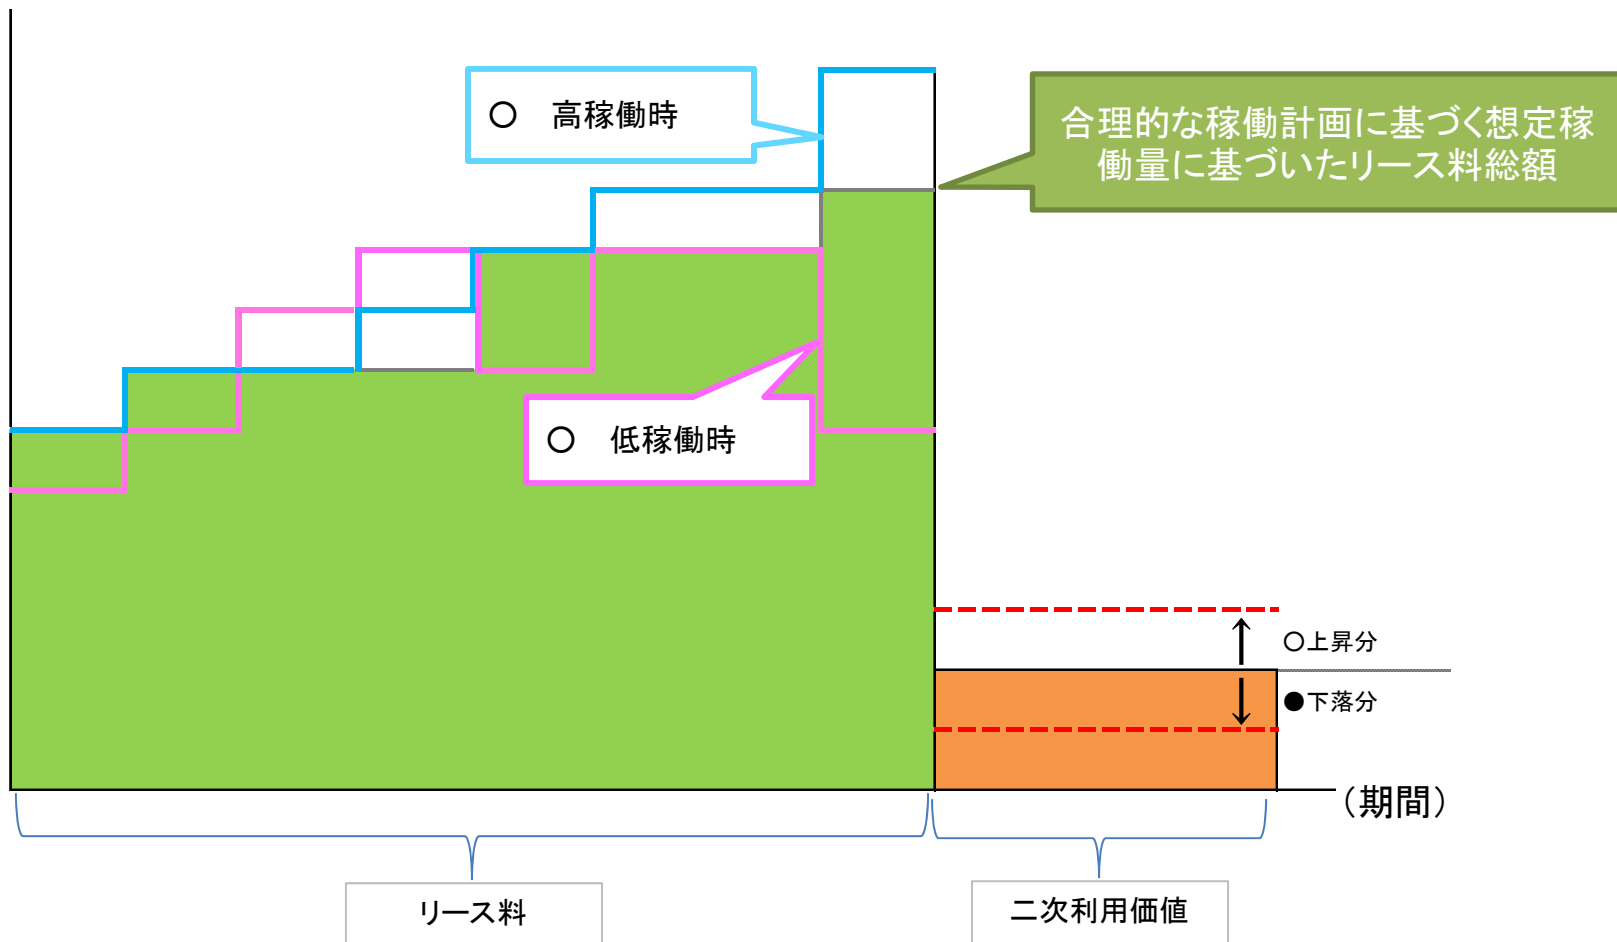 ○ 高稼働時
合理的な稼働計画に基づく想定稼
働量に基づいたリース料総額
○ 低稼働時
○上昇分
●下落分
（期間）
リース料
二次利用価値